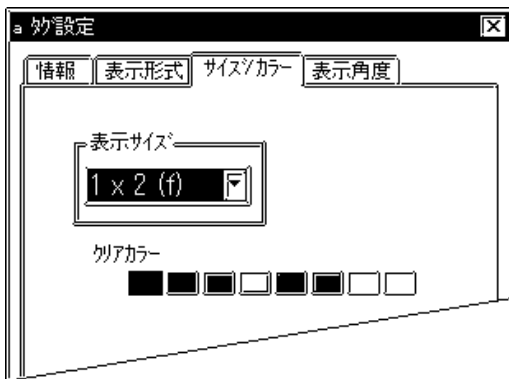 a ﾀｸﾞ設定
情報 表示形式 ｻｲｽﾞ/ｶﾗｰ 表示角度
表示ｻｲｽﾞ
1 x 2 (f)
ｸﾘｱｶﾗｰ